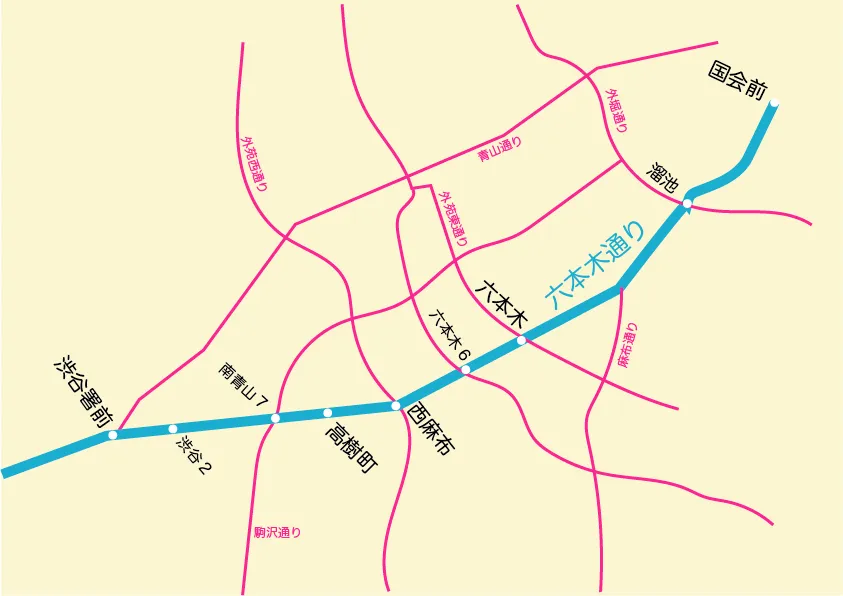 国会前
外堀通り
青山通り
外苑西通り
溜池
外苑東通り
六本木通り
六本木
六本木6
麻布通り
渋谷署前
南青山7
西麻布
高樹町
渋谷2
駒沢通り